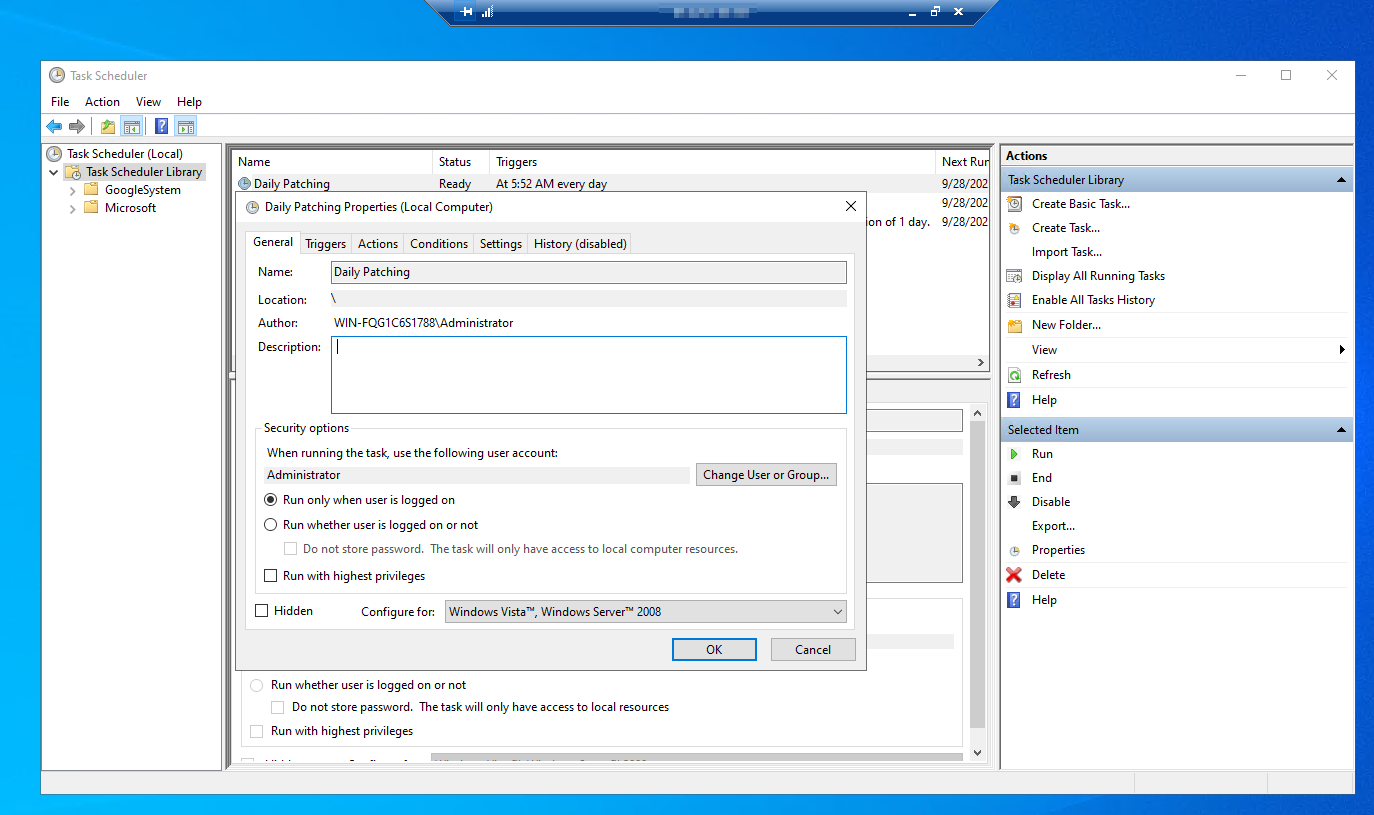 Task Scheduler
File Action View Help
Task Scheduler (Local)
Task Scheduler Library
GoogleSystem
Microsoft
Name Status Triggers Next Run
Daily Patching Ready At 5:52 AM every day 9/28/202
9/28/202
ion of 1 day. 9/28/202
Daily Patching Properties (Local Computer)
General Triggers Actions Conditions Settings History (disabled)
Name: Daily Patching
Location: \
Author: WIN-FQG1C6S1788\Administrator
Description:
Security options
When running the task, use the following user account:
Administrator Change User or Group...
Run only when user is logged on
Run whether user is logged on or not
Do not store password. The task will only have access to local computer resources.
Run with highest privileges
Hidden Configure for: Windows Vista™, Windows Server™ 2008
OK Cancel
Run whether user is logged on or not
Do not store password. The task will only have access to local resources
Run with highest privileges
Actions
Task Scheduler Library
Create Basic Task...
Create Task...
Import Task...
Display All Running Tasks
Enable All Tasks History
New Folder...
View
Refresh
Help
Selected Item
Run
End
Disable
Export...
Properties
Delete
Help